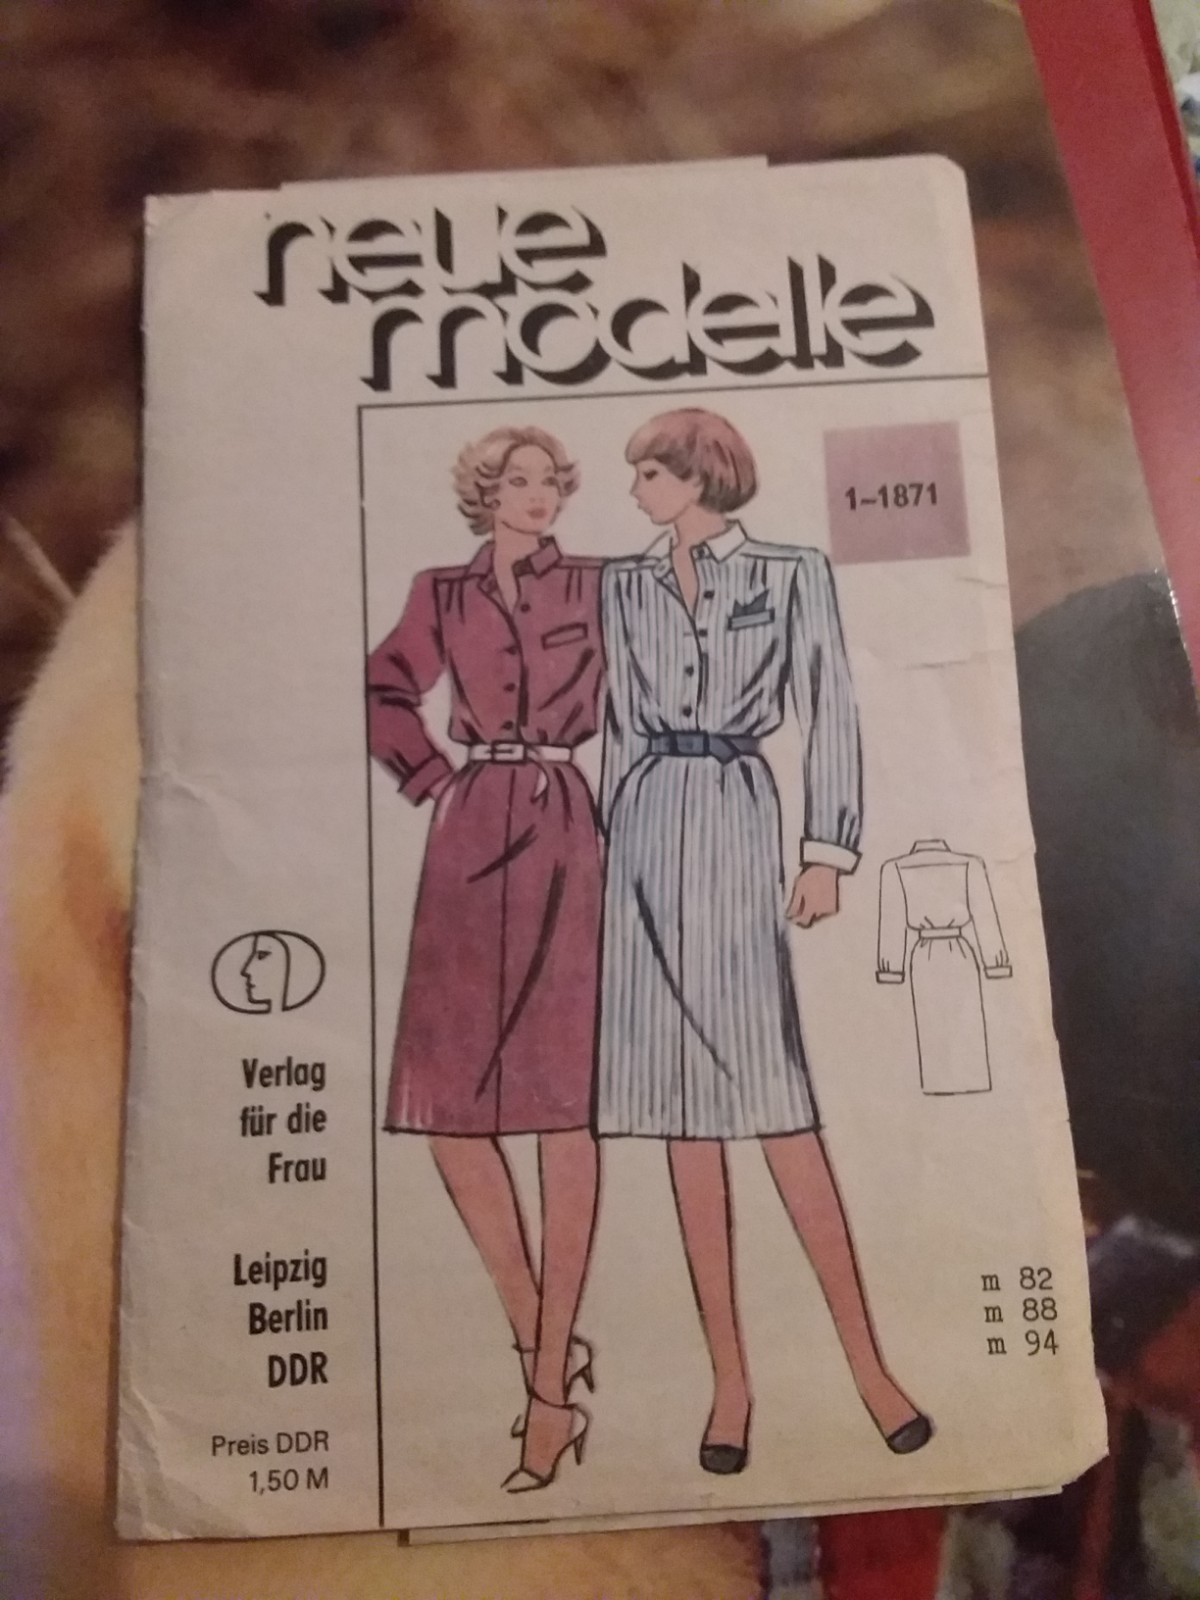 neue
modelle
1-1871
Verlag
für die
Frau
Leipzig
Berlin
DDR
Preis DDR
1,50 M
m 82
m 88
m 94